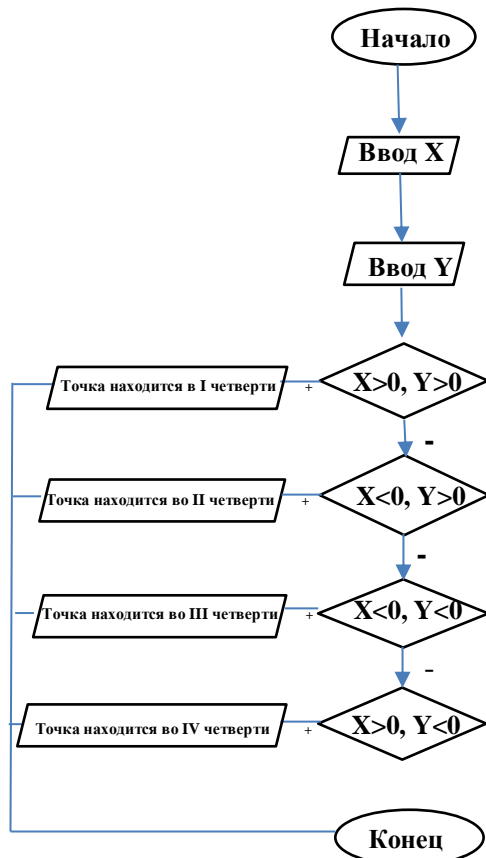 Начало
Ввод X
Ввод Y
X>0, Y>0
+
Точка находится в I четверти
-
X<0, Y>0
+
Точка находится во II четверти
-
X<0, Y<0
+
Точка находится во III четверти
-
X>0, Y<0
+
Точка находится во IV четверти
Конец